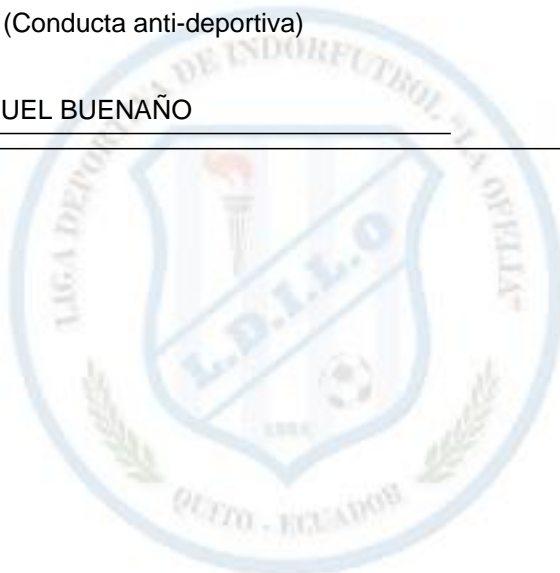 (Conducta anti-deportiva)
UEL BUENAÑO
LIGA DEPORTIVA DE INDORFUTBOL "LA OFELIA"
L.D.I.L.O
QUITO - ECUADOR